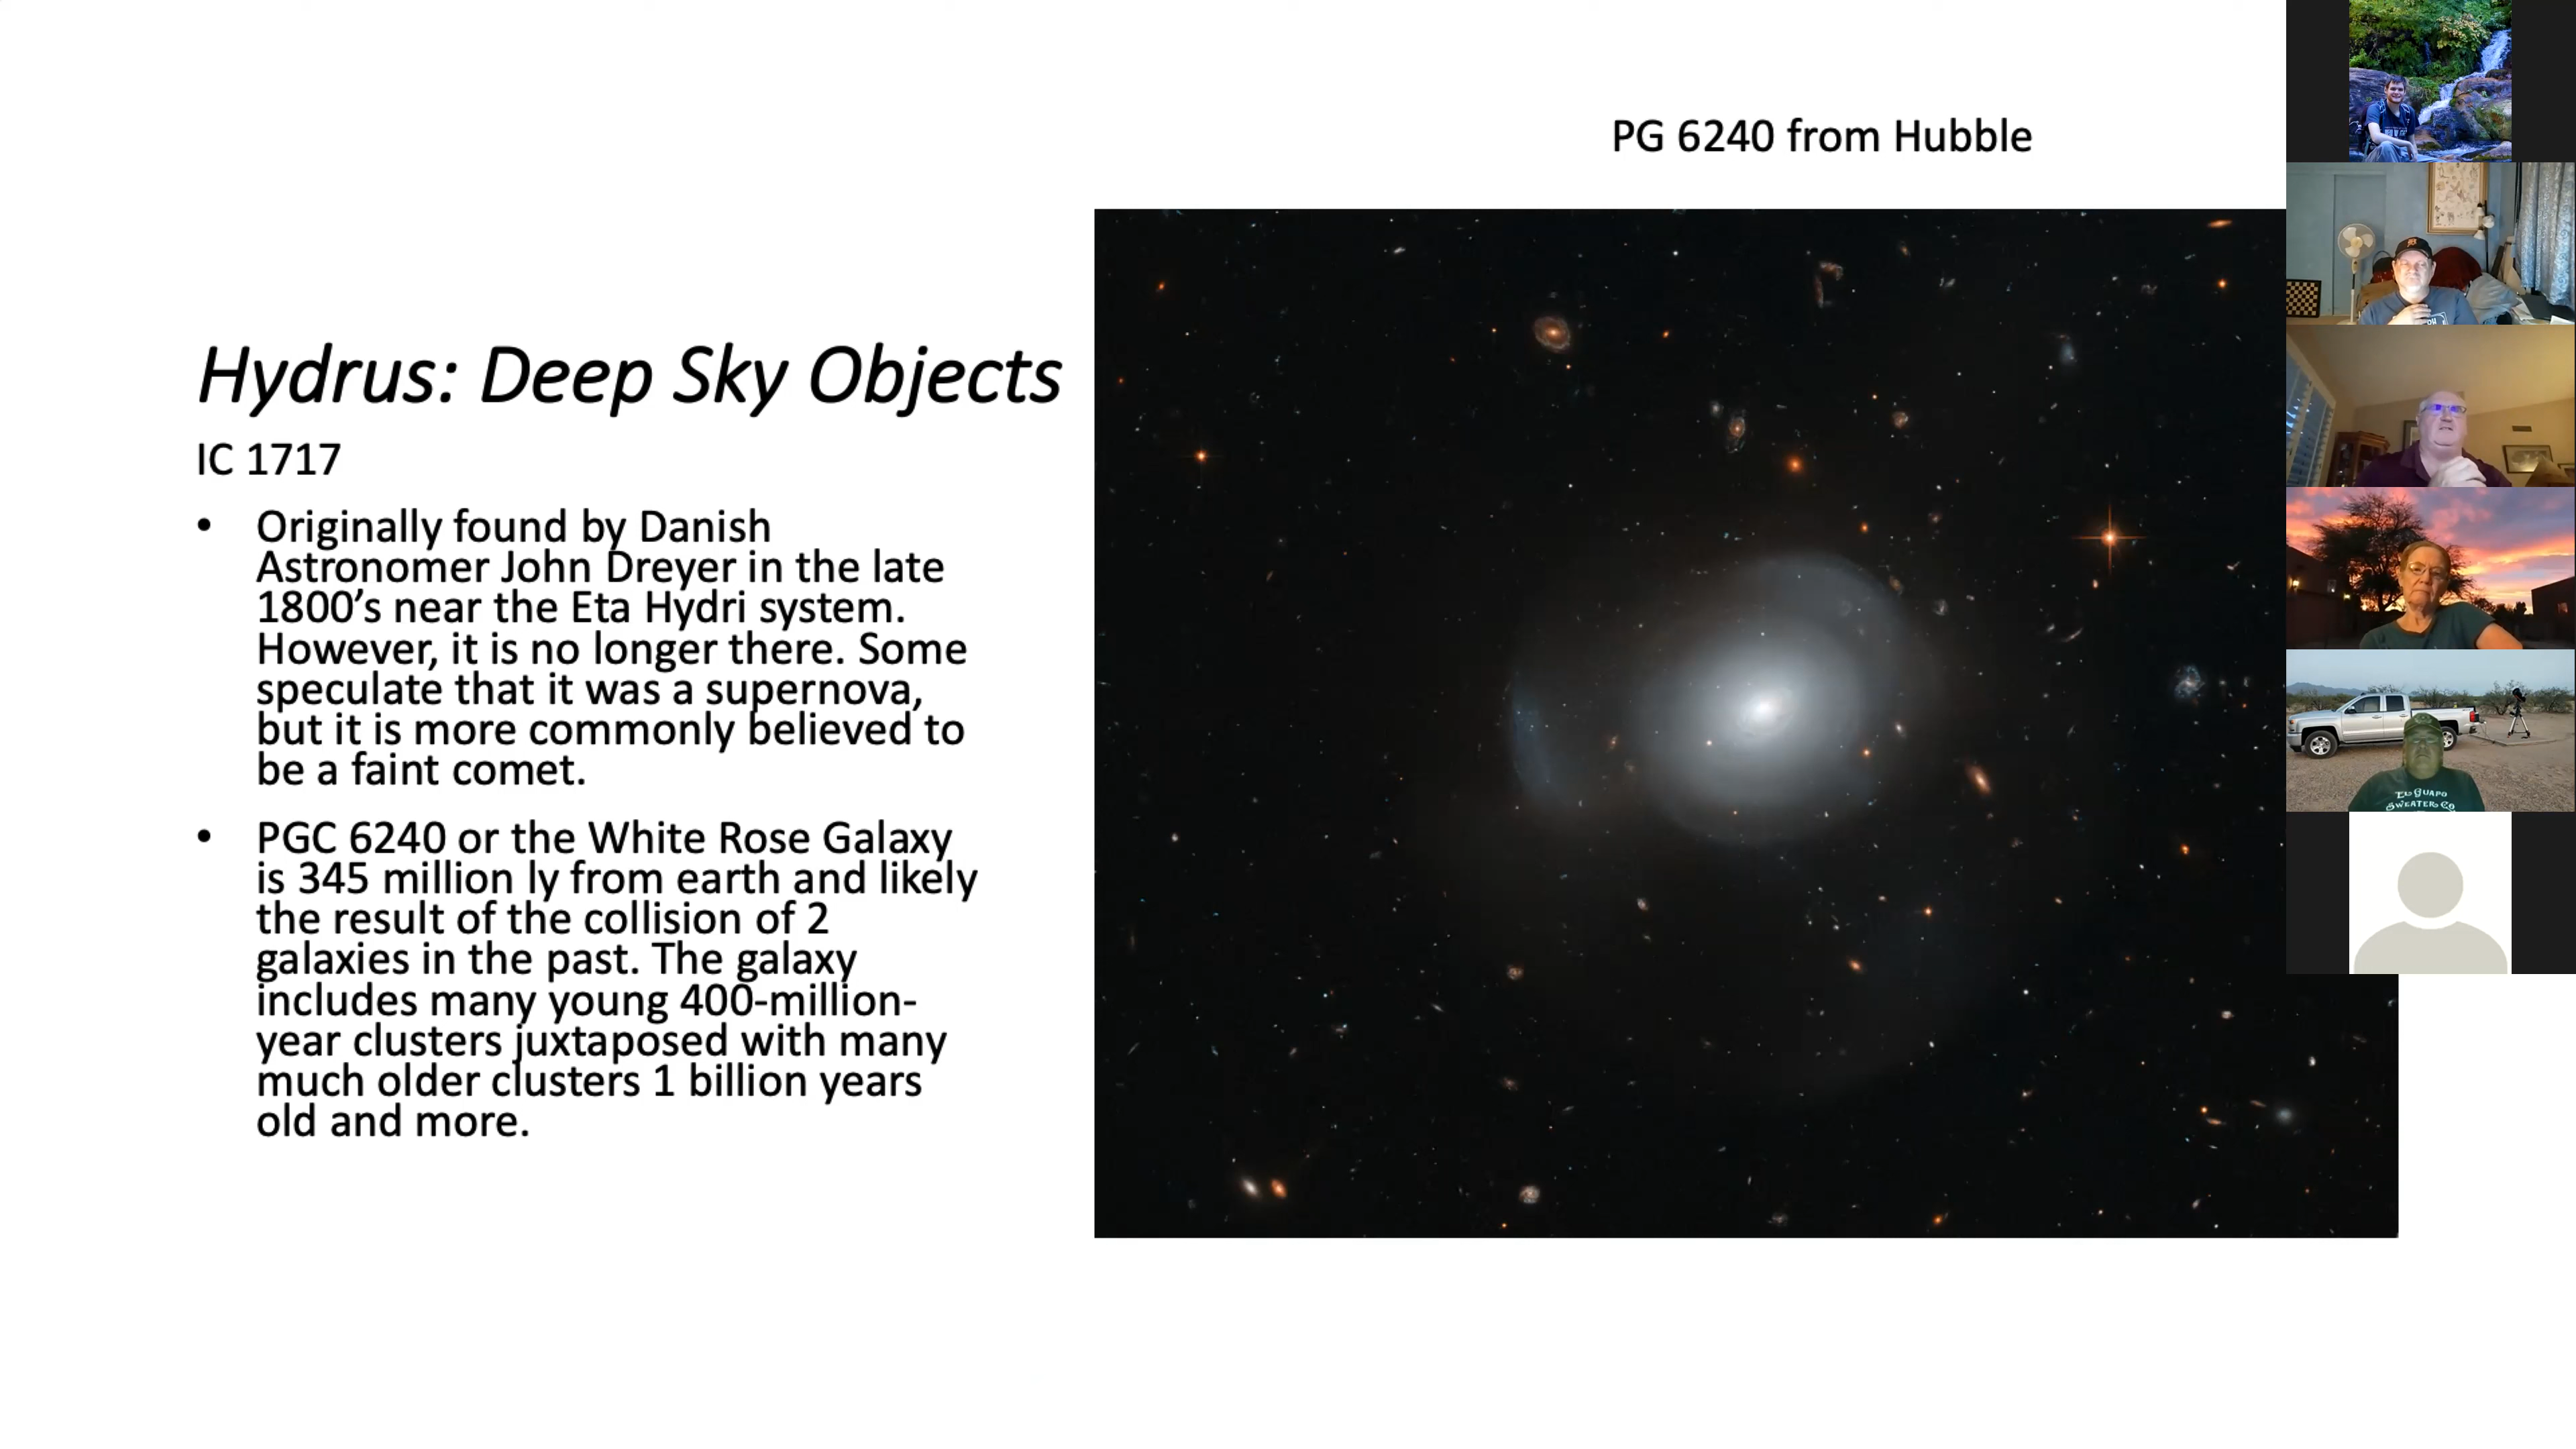 PG 6240 from Hubble
Hydrus: Deep Sky Objects
IC 1717
• Originally found by Danish
Astronomer John Dreyer in the late
1800’s near the Eta Hydri system.
However, it is no longer there. Some
speculate that it was a supernova,
but it is more commonly believed to
be a faint comet.
• PGC 6240 or the White Rose Galaxy
is 345 million ly from earth and likely
the result of the collision of 2
galaxies in the past. The galaxy
includes many young 400-million-
year clusters juxtaposed with many
much older clusters 1 billion years
old and more.
El Guapo
Sweater Co